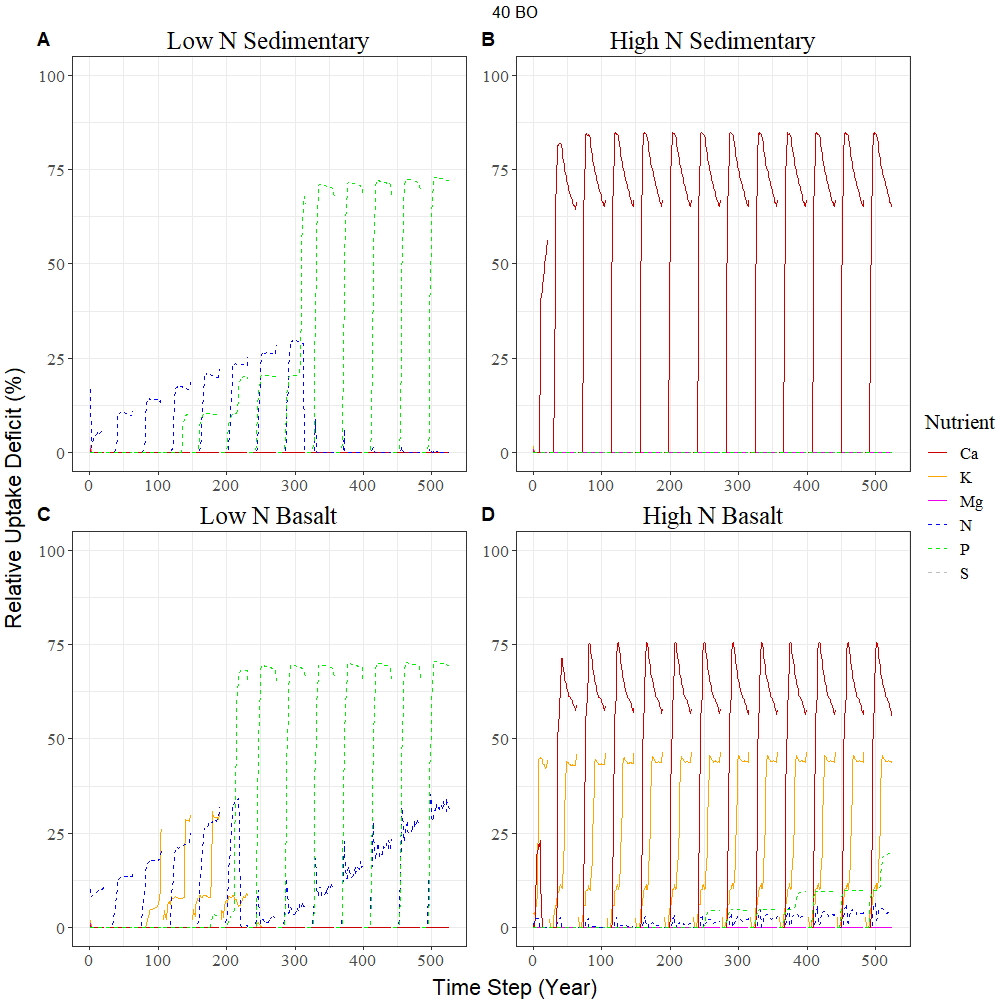 40 BO
A
Low N Sedimentary
B
High N Sedimentary
100
75
50
25
0
0 100 200 300 400 500
100
75
50
25
0
0 100 200 300 400 500
C
Low N Basalt
D
High N Basalt
100
75
50
25
0
0 100 200 300 400 500
100
75
50
25
0
0 100 200 300 400 500
Relative Uptake Deficit (%)
Time Step (Year)
Nutrient
Ca
K
Mg
N
P
S